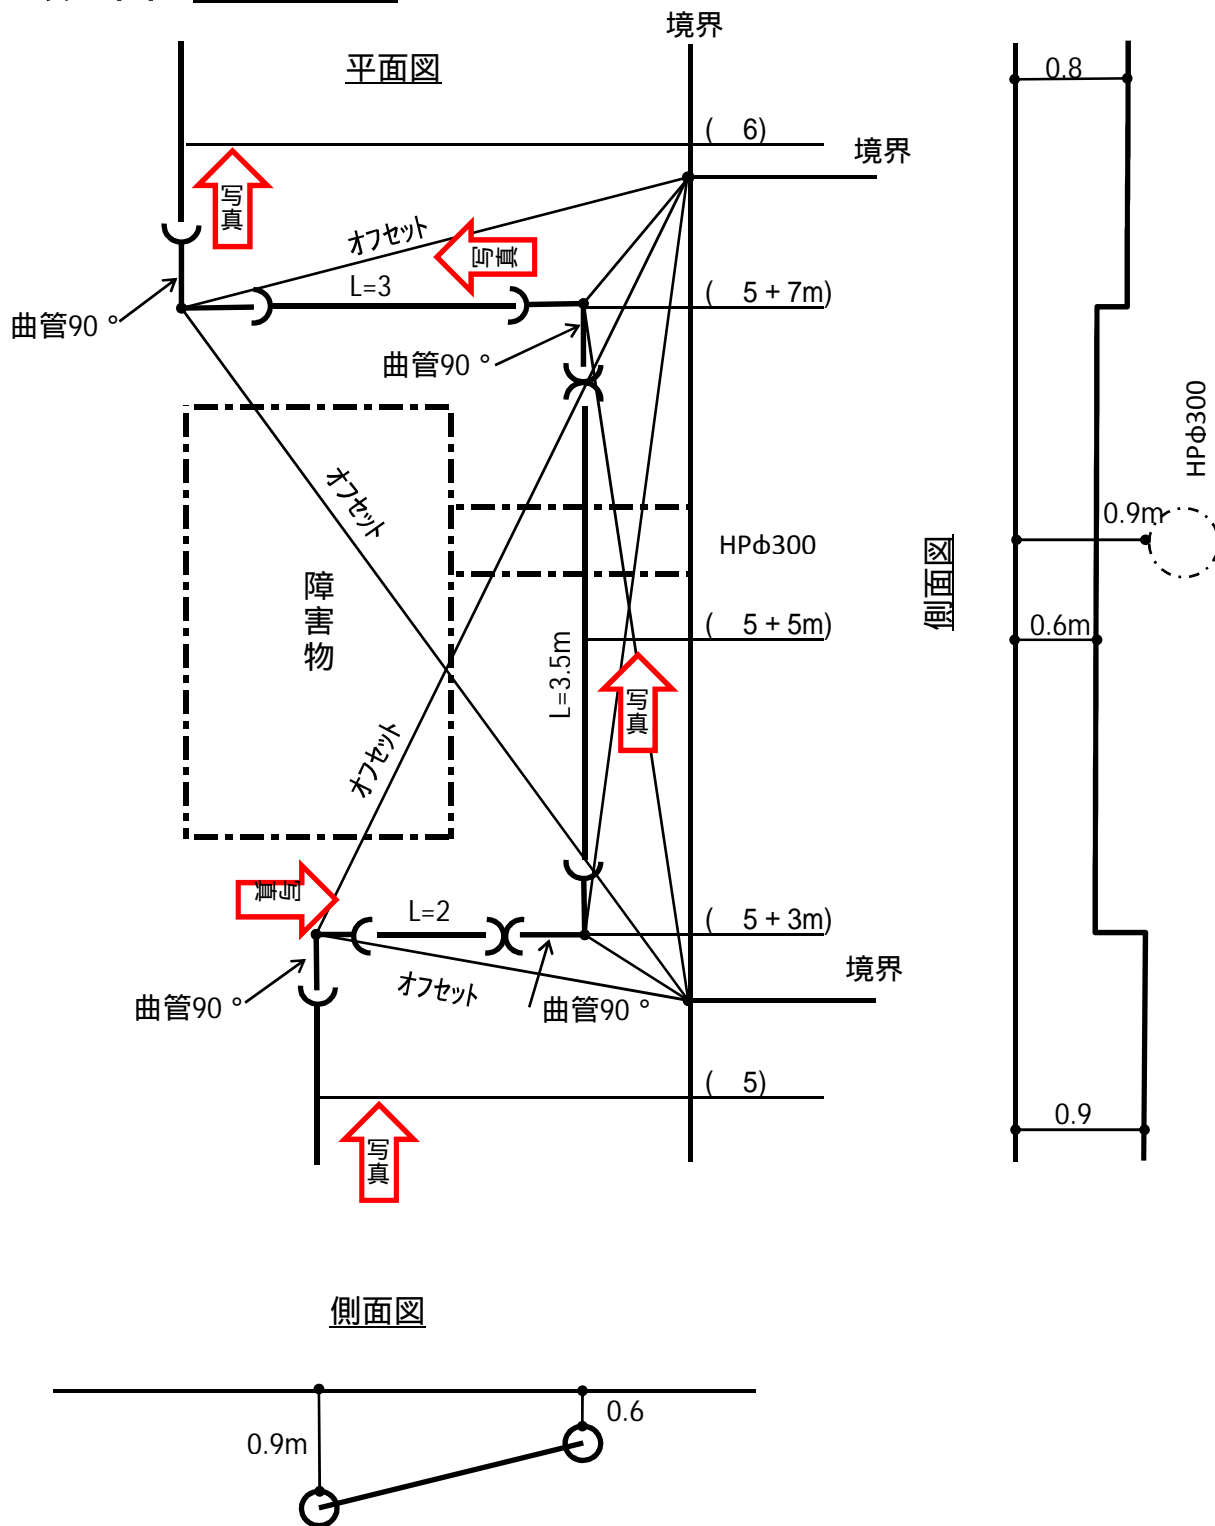 境界
平面図
0.8
( 6)
境界
写真
オフセット
写真
L=3
( 5+7m)
曲管90°
曲管90°
HPφ300
オフセット
0.9m
HPφ300
側面図
障害物
( 5+5m)
0.6m
L=3.5m
写真
オフセット
写真
L=2
( 5+3m)
境界
オフセット
曲管90°
曲管90°
( 5)
0.9
写真
側面図
0.6
0.9m